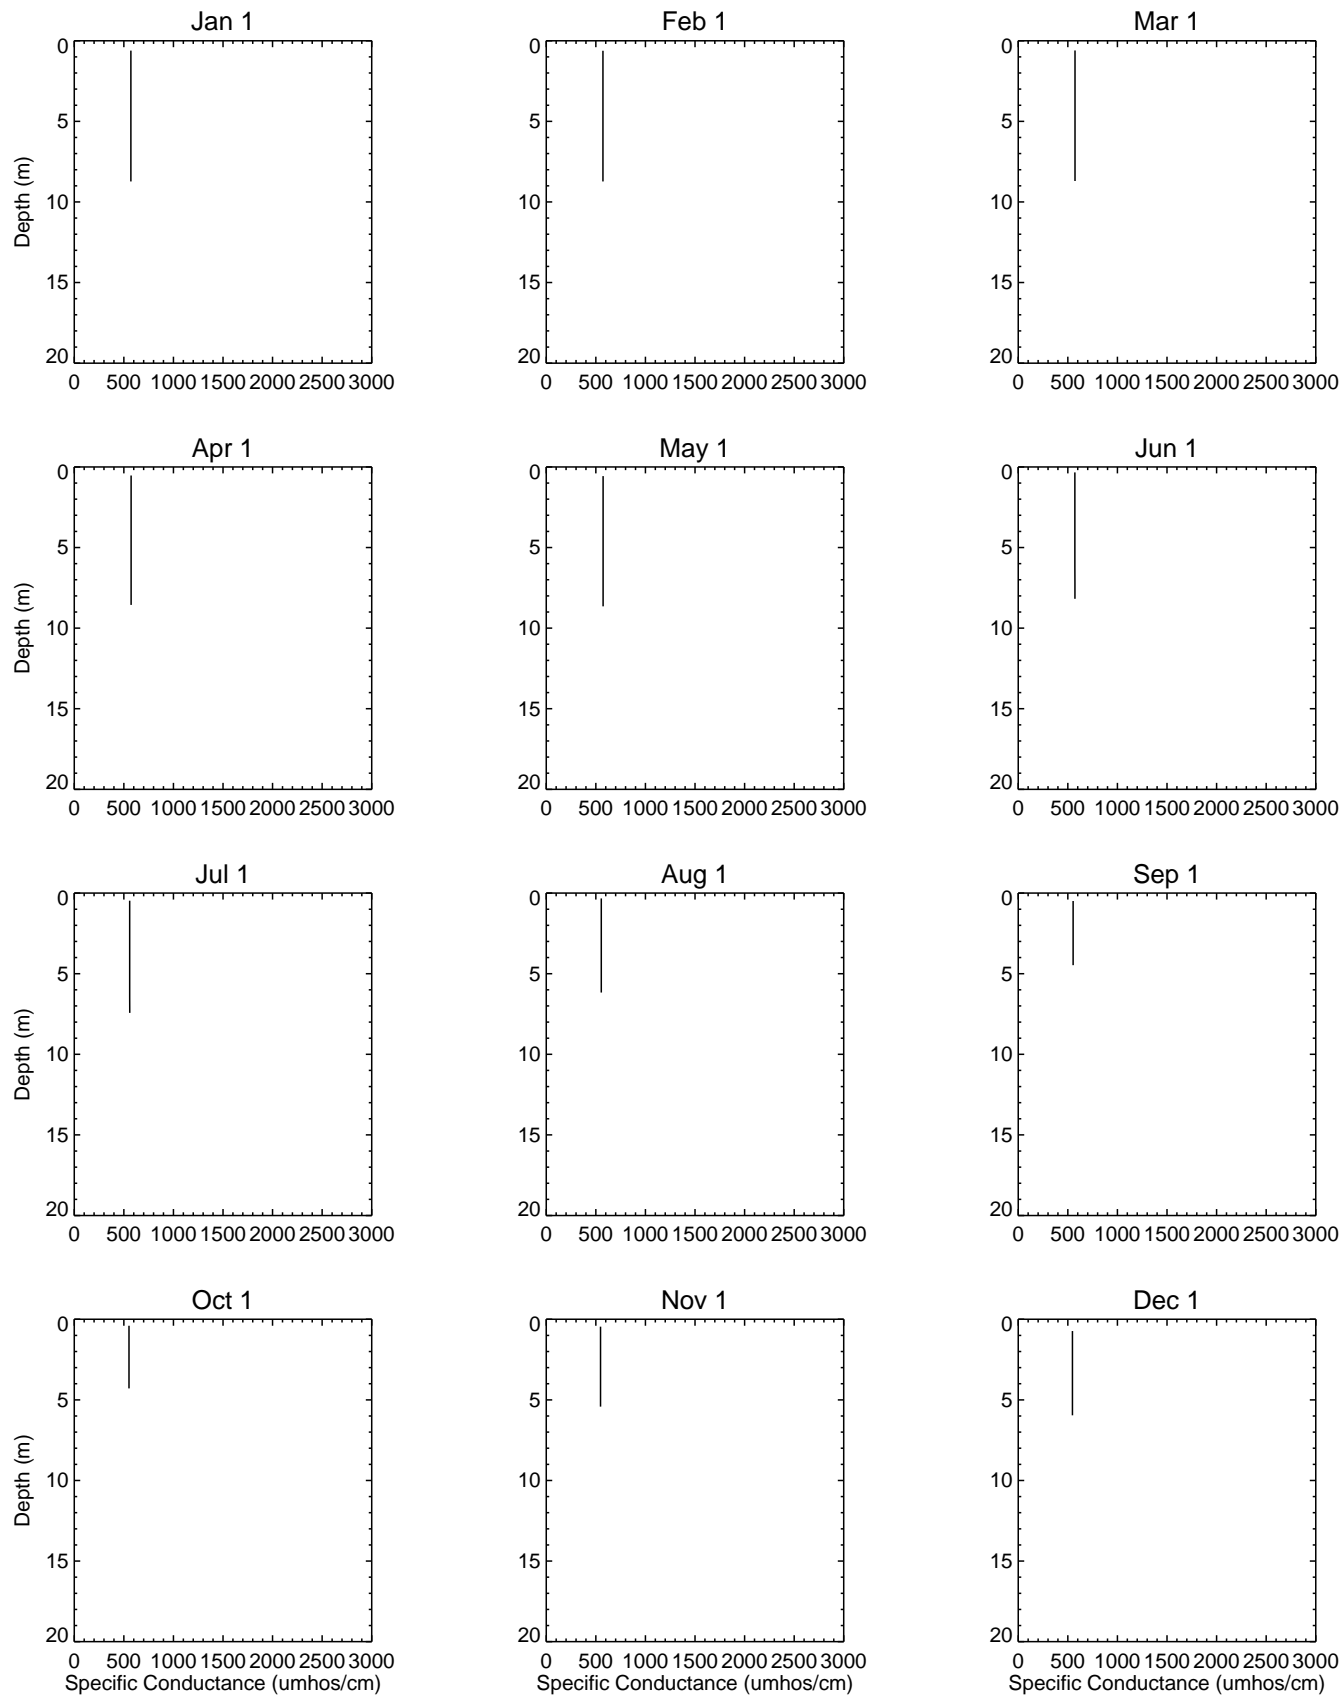 Jan 1 Feb 1 Mar 1
0 0 0
5 5 5
Depth (m)
10 10 10
15 15 15
20 20 20
0 500 1000 1500 2000 2500 3000 0 500 1000 1500 2000 2500 3000 0 500 1000 1500 2000 2500 3000
Apr 1 May 1 Jun 1
0 0 0
5 5 5
Depth (m)
10 10 10
15 15 15
20 20 20
0 500 1000 1500 2000 2500 3000 0 500 1000 1500 2000 2500 3000 0 500 1000 1500 2000 2500 3000
Jul 1 Aug 1 Sep 1
0 0 0
5 5 5
Depth (m)
10 10 10
15 15 15
20 20 20
0 500 1000 1500 2000 2500 3000 0 500 1000 1500 2000 2500 3000 0 500 1000 1500 2000 2500 3000
Oct 1 Nov 1 Dec 1
0 0 0
5 5 5
Depth (m)
10 10 10
15 15 15
20 20 20
0 500 1000 1500 2000 2500 3000 0 500 1000 1500 2000 2500 3000 0 500 1000 1500 2000 2500 3000
Specific Conductance (umhos/cm) Specific Conductance (umhos/cm) Specific Conductance (umhos/cm)